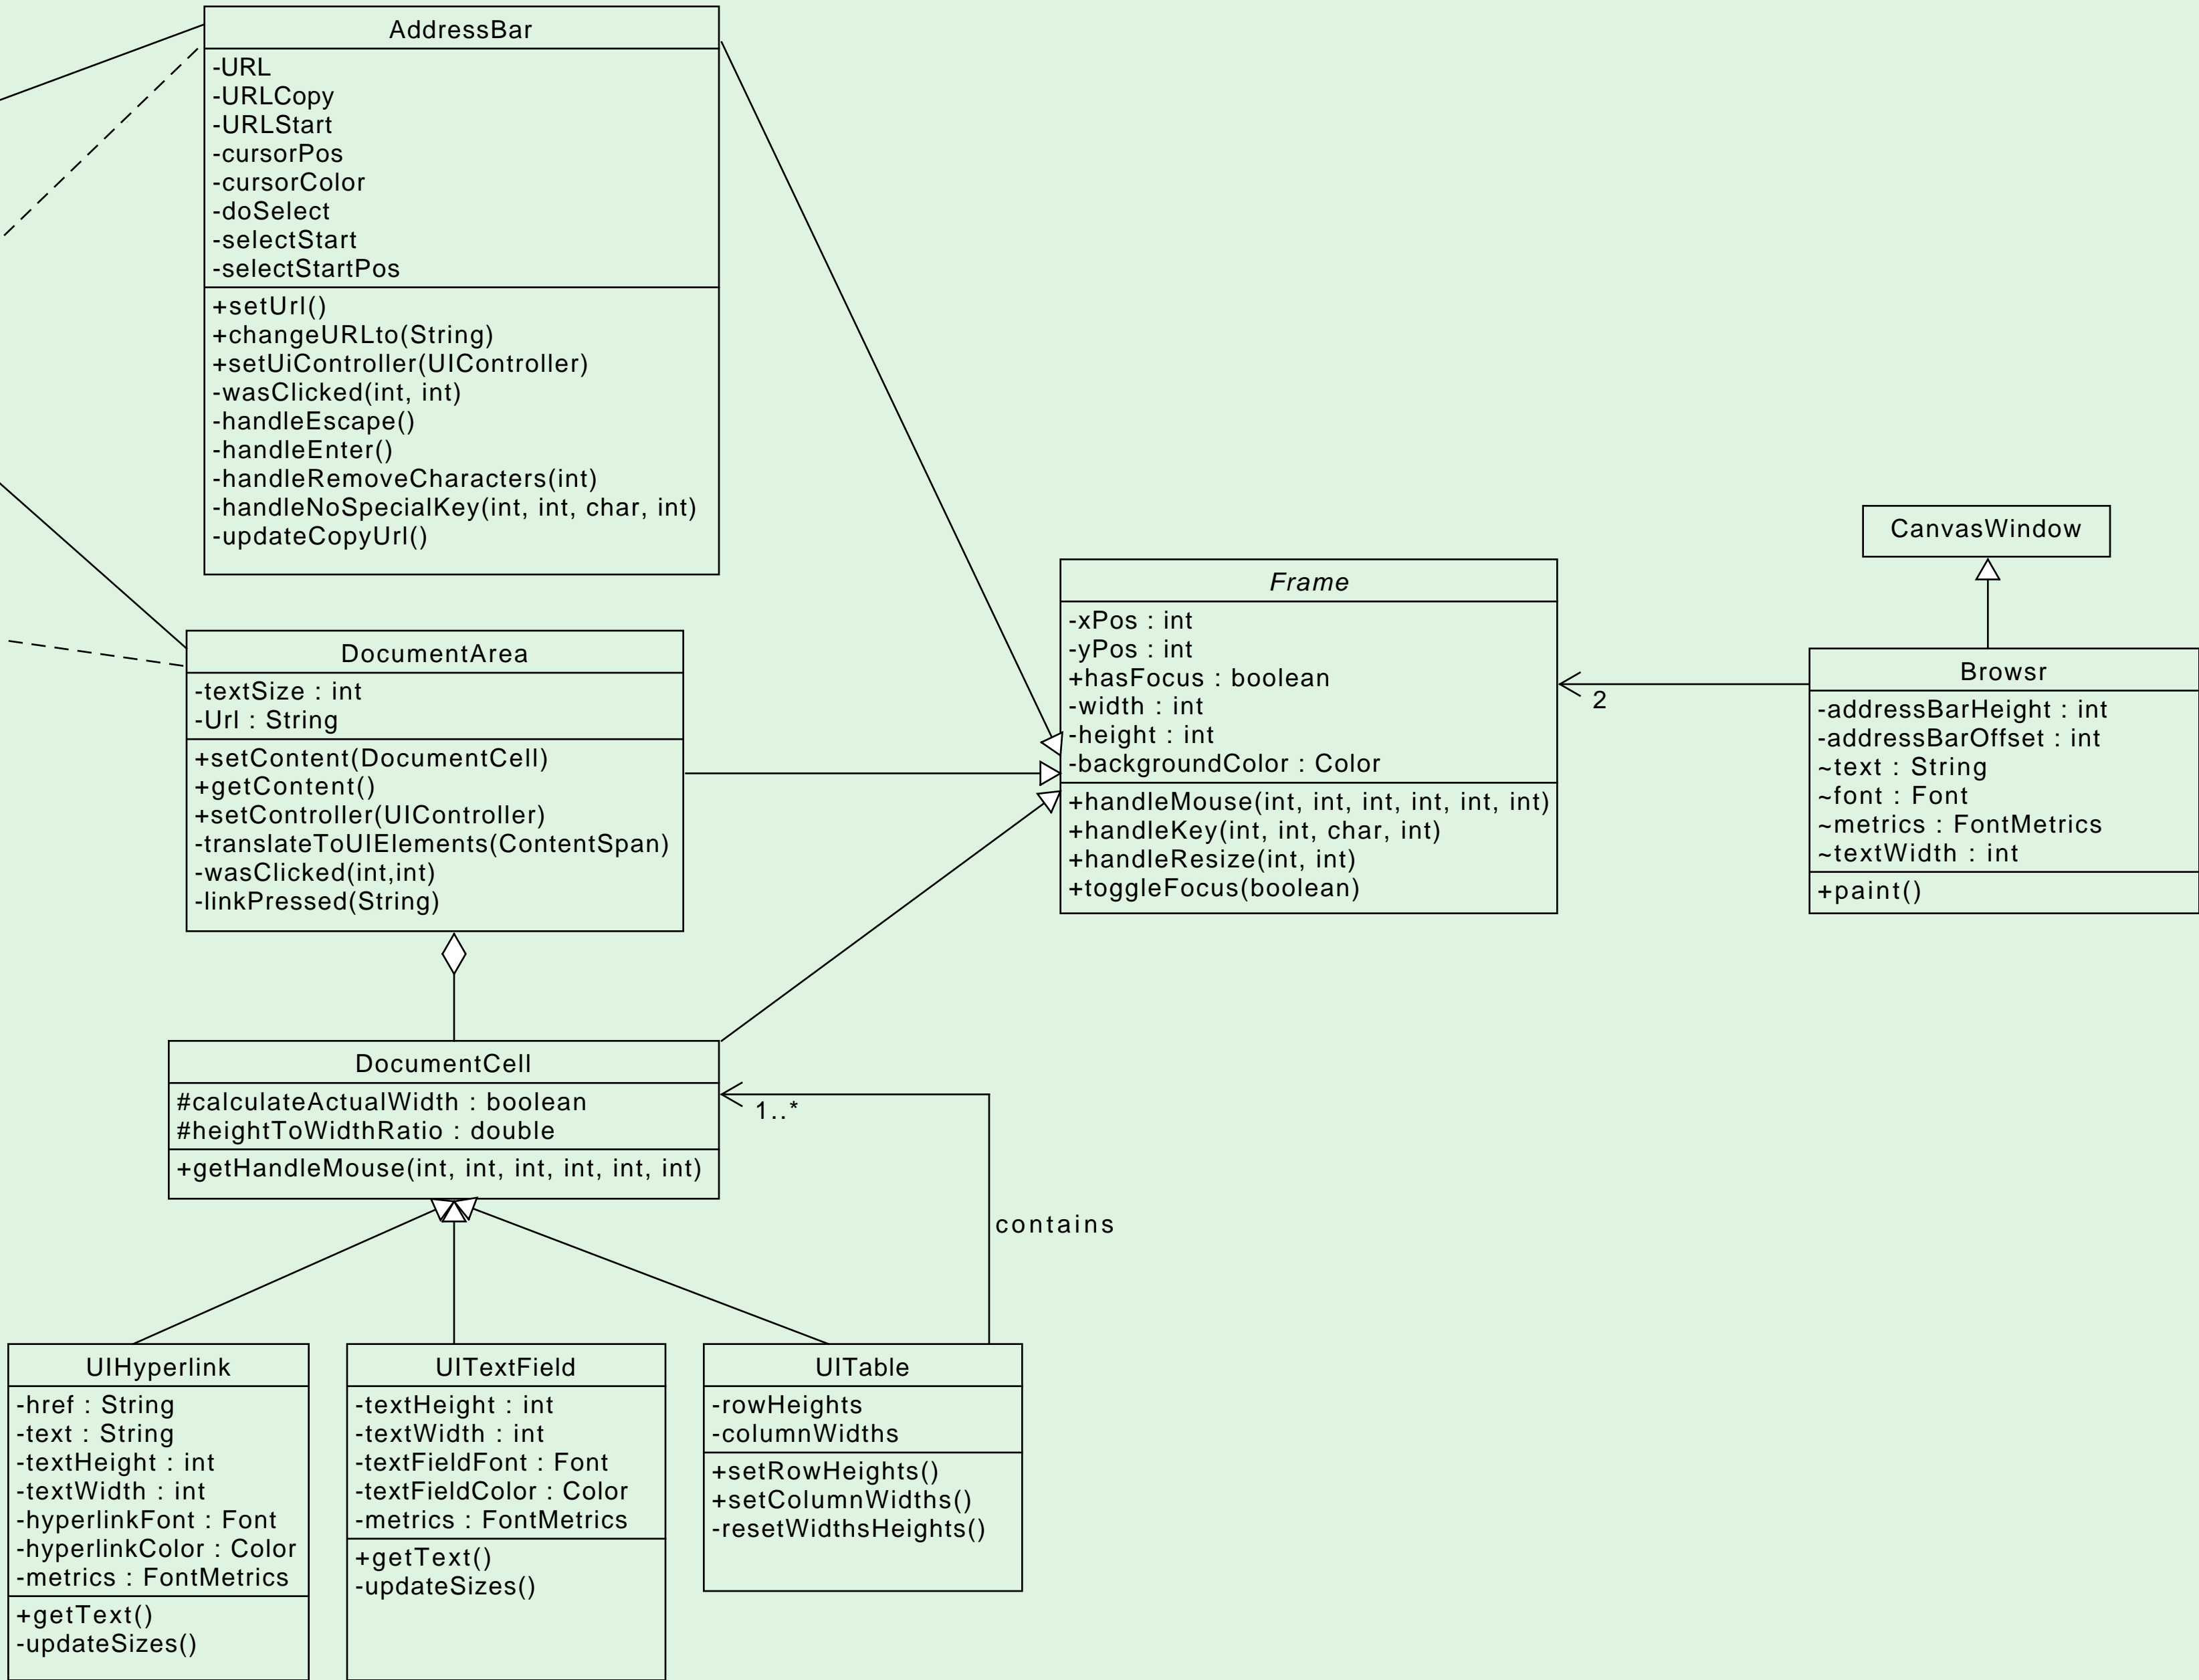 AddressBar
-URL
-URLCopy
-URLStart
-cursorPos
-cursorColor
-doSelect
-selectStart
-selectStartPos
+setUrl()
+changeURLto(String)
+setUiController(UIController)
-wasClicked(int, int)
-handleEscape()
-handleEnter()
-handleRemoveCharacters(int)
-handleNoSpecialKey(int, int, char, int)
-updateCopyUrl()
DocumentArea
-textSize : int
-Url : String
+setContent(DocumentCell)
+getContent()
+setController(UIController)
-translateToUIElements(ContentSpan)
-wasClicked(int,int)
-linkPressed(String)
Frame
-xPos : int
-yPos : int
+hasFocus : boolean
-width : int
-height : int
-backgroundColor : Color
+handleMouse(int, int, int, int, int, int)
+handleKey(int, int, char, int)
+handleResize(int, int)
+toggleFocus(boolean)
2
CanvasWindow
Browsr
-addressBarHeight : int
-addressBarOffset : int
~text : String
~font : Font
~metrics : FontMetrics
~textWidth : int
+paint()
DocumentCell
#calculateActualWidth : boolean
#heightToWidthRatio : double
+getHandleMouse(int, int, int, int, int, int)
1..*
contains
UIHyperlink
-href : String
-text : String
-textHeight : int
-textWidth : int
-hyperlinkFont : Font
-hyperlinkColor : Color
-metrics : FontMetrics
+getText()
-updateSizes()
UITextField
-textHeight : int
-textWidth : int
-textFieldFont : Font
-textFieldColor : Color
-metrics : FontMetrics
+getText()
-updateSizes()
UITable
-rowHeights
-columnWidths
+setRowHeights()
+setColumnWidths()
-resetWidthsHeights()